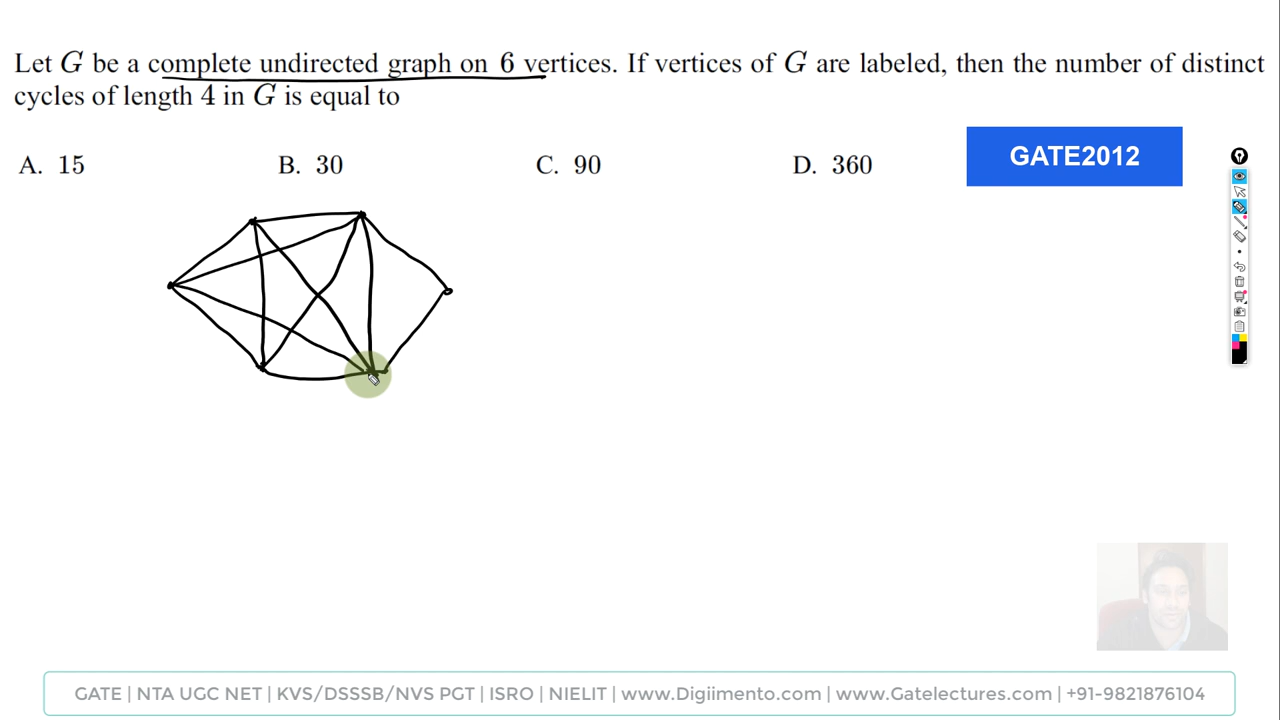 Let G be a complete undirected graph on 6 vertices. If vertices of G are labeled, then the number of distinct
cycles of length 4 in G is equal to
A. 15 B. 30 C. 90 D. 360
GATE2012
GATE | NTA UGC NET | KVS/DSSSB/NVS PGT | ISRO | NIELIT | www.Digiimento.com | www.Gatelectures.com | +91-9821876104